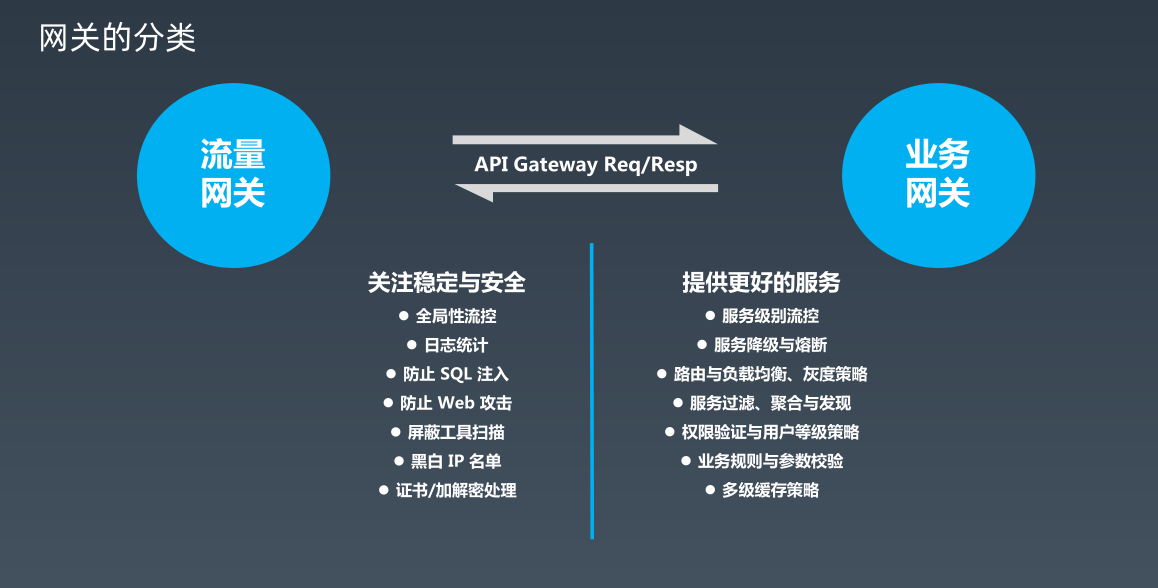 网关的分类
流量
网关
API Gateway Req/Resp
业务
网关
关注稳定与安全
● 全局性流控
● 日志统计
● 防止 SQL 注入
● 防止 Web 攻击
● 屏蔽工具扫描
● 黑白 IP 名单
● 证书/加解密处理
提供更好的服务
● 服务级别流控
● 服务降级与熔断
● 路由与负载均衡、灰度策略
● 服务过滤、聚合与发现
● 权限验证与用户等级策略
● 业务规则与参数校验
● 多级缓存策略